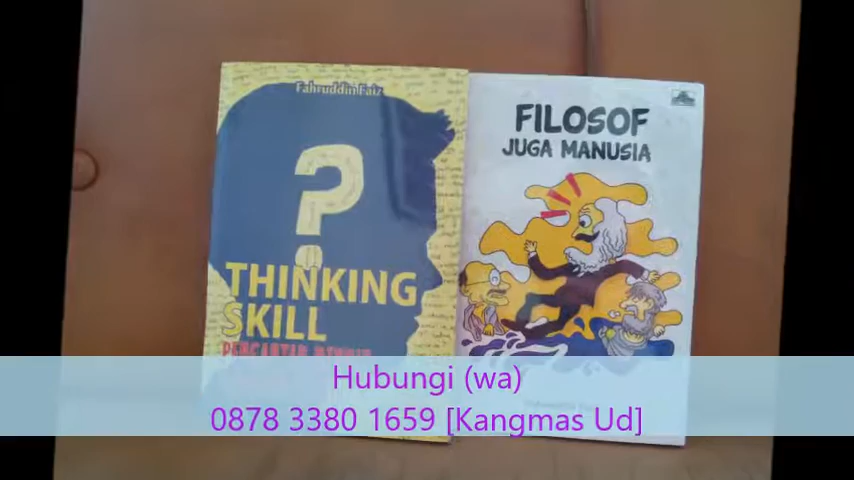 Fahruddin Faiz
?
THINKING
SKILL
FILOSOF
JUGA MANUSIA
Hubungi (wa)
0878 3380 1659 [Kangmas Ud]